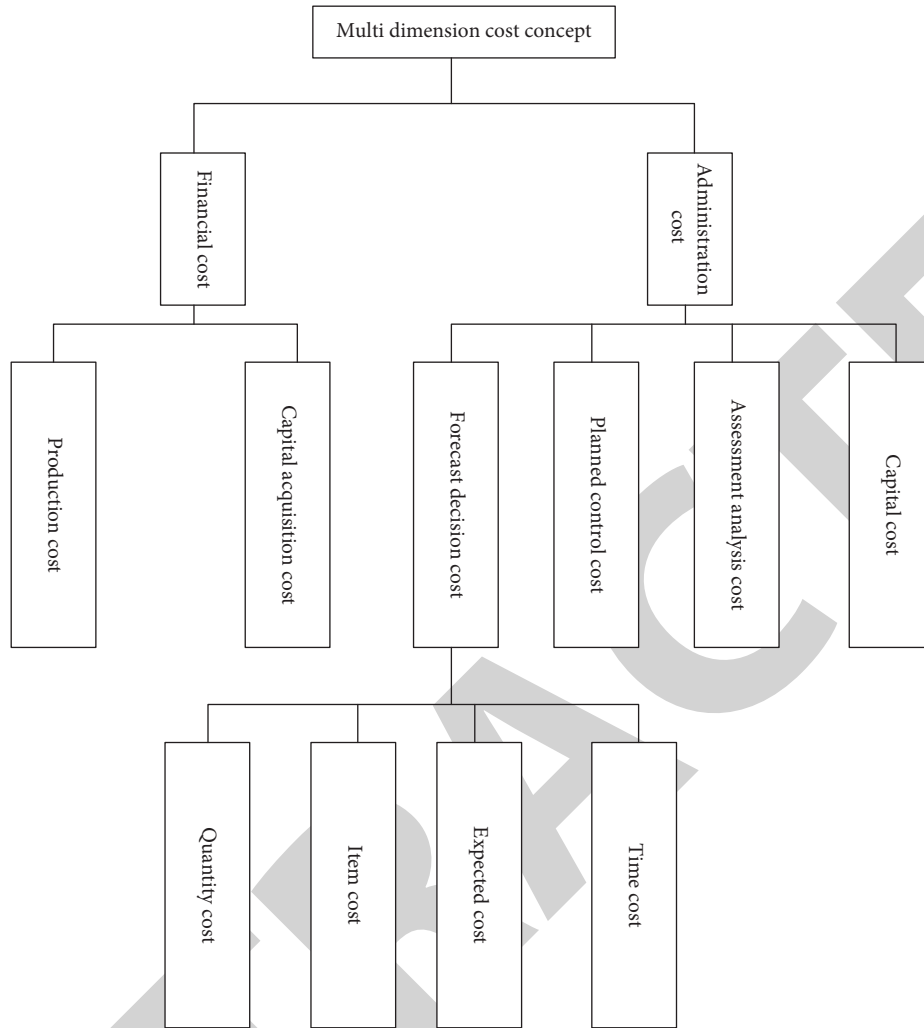 Multi dimension cost concept
Financial cost
Administration
cost
Production cost
Capital acquisition cost
Forecast decision cost
Planned control cost
Assessment analysis cost
Capital cost
Quantity cost
Item cost
Expected cost
Time cost